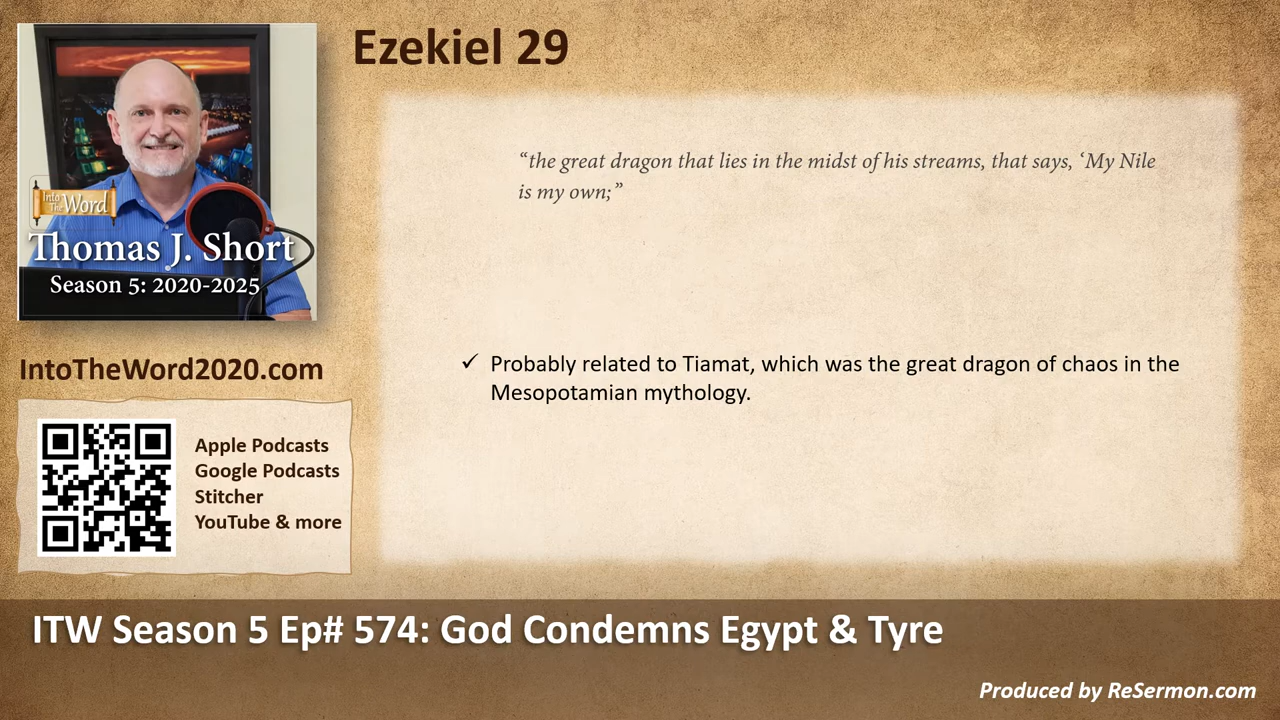 Ezekiel 29
“the great dragon that lies in the midst of his streams, that says, ‘My Nile
is my own;”
✓ Probably related to Tiamat, which was the great dragon of chaos in the
Mesopotamian mythology.
Into
The Word
Thomas J. Short
Season 5: 2020-2025
IntoTheWord2020.com
Apple Podcasts
Google Podcasts
Stitcher
YouTube & more
ITW Season 5 Ep# 574: God Condemns Egypt & Tyre
Produced by ReSermon.com